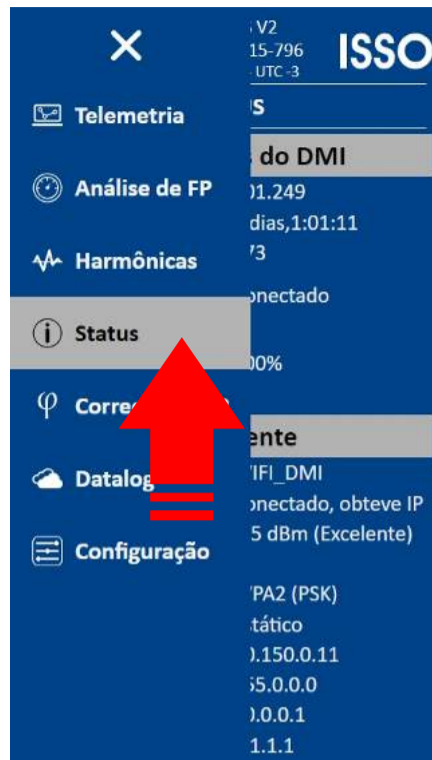 V2
15-796
UTC -3
ISSO
Telemetria
Análise de FP
Harmônicas
Status
φ
Datalog
Configuração
do DMI
01.249
dias,1:01:11
73
onectado
00%
ente
IFI_DMI
onectado, obteve IP
5 dBm (Excelente)
PA2 (PSK)
tático
0.150.0.11
55.0.0.0
0.0.0.1
1.1.1